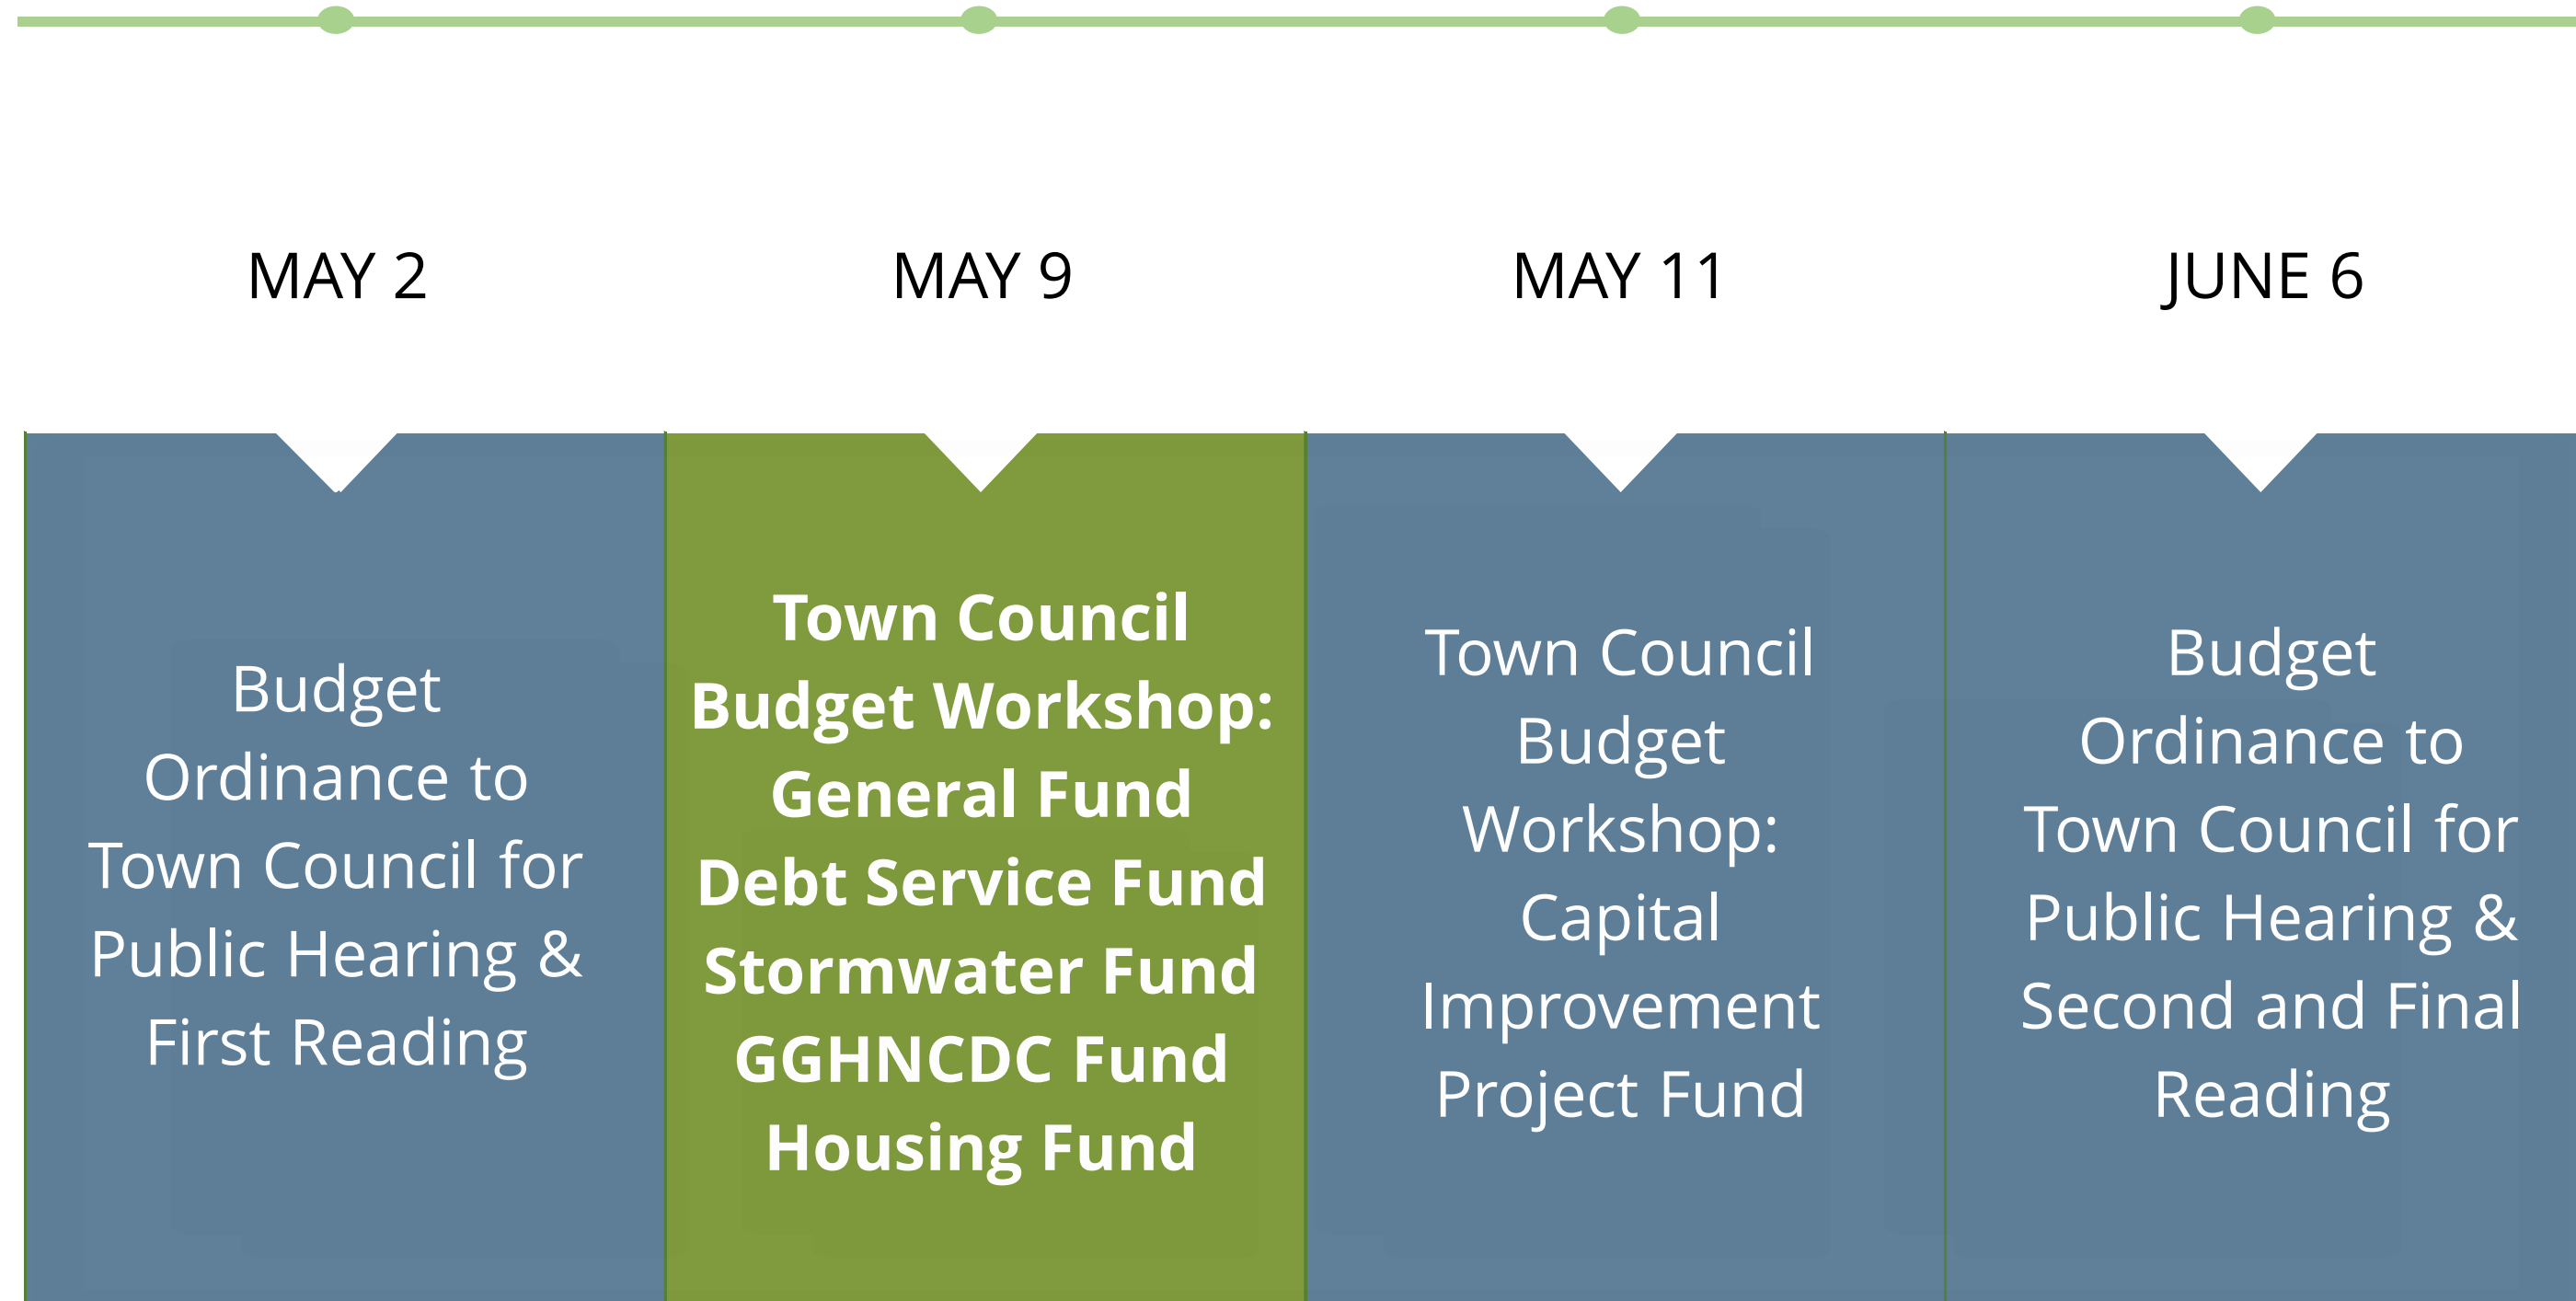 MAY 2
MAY 9
MAY 11
JUNE 6
Budget
Ordinance to
Town Council for
Public Hearing &
First Reading
Town Council
Budget Workshop:
General Fund
Debt Service Fund
Stormwater Fund
GGHNCDC Fund
Housing Fund
Town Council
Budget
Workshop:
Capital
Improvement
Project Fund
Budget
Ordinance to
Town Council for
Public Hearing &
Second and Final
Reading